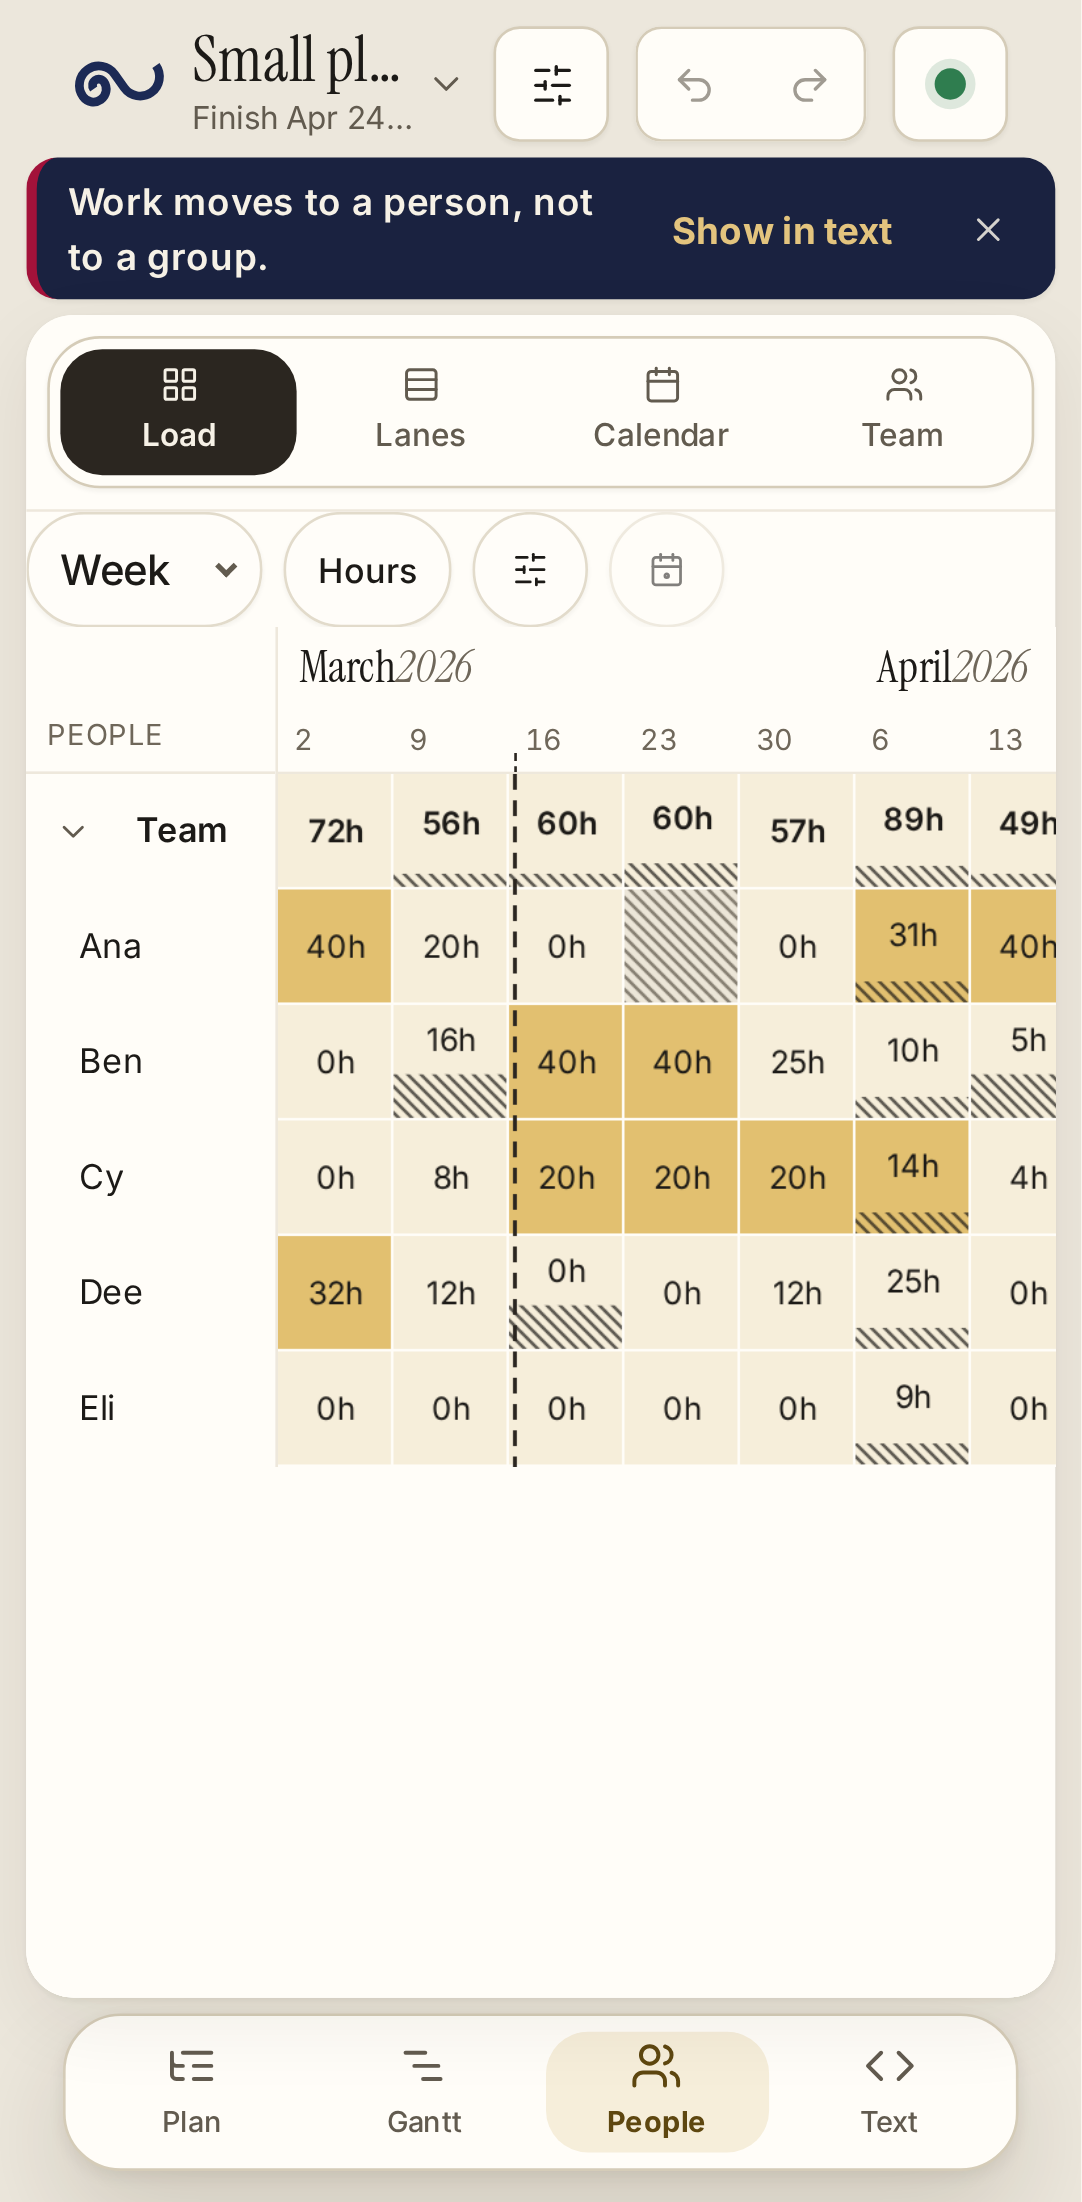 Small pl...
Finish Apr 24...
Work moves to a person, not
to a group.
Show in text
Load
Lanes
Calendar
Team
Week
Hours
March2026
April2026
PEOPLE
2 9 16 23 30 6 13
Team 72h 56h 60h 60h 57h 89h 49h
Ana 40h 20h 0h 0h 31h 40h
Ben 0h 16h 40h 40h 25h 10h 5h
Cy 0h 8h 20h 20h 20h 14h 4h
Dee 32h 12h 0h 0h 12h 25h 0h
Eli 0h 0h 0h 0h 0h 9h 0h
Plan
Gantt
People
Text